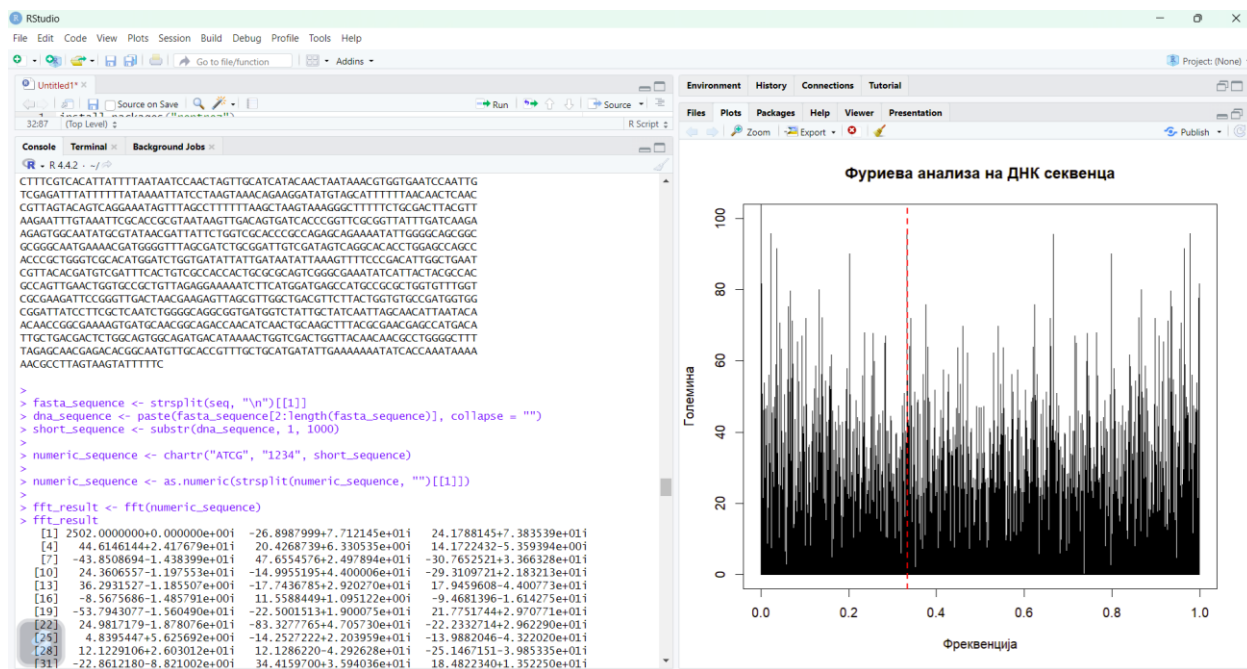 RStudio
File Edit Code View Plots Session Build Debug Profile Tools Help
Go to file/function
Addins
Project: (None)
Untitled1*
Source on Save
Run
Source
32:87 (Top Level)
R Script
Console Terminal Background Jobs
R 4.4.2 · ~/
CTTTCGTCACATTATTTTAATAATCCAACTAGTTGCATCATACAACTAATAAACGTGGTGAATCCAATTG
TCGAGATTTATTTTTTATAAAATTATCCTAAGTAAACAGAAGGATATGTAGCATTTTTTAACAACTCAAC
CGTTAGTACAGTCAGGAAATAGTTTAGCCTTTTTTAAGCTAAGTAAAGGGCTTTTTCTGCGACTTACGTT
AAGAATTTGTAAATTCGCACCGCGTAATAAGTTGACAGTGATCACCCGGTTCGCGGTTATTTGATCAAGA
AGAGTGGCAATATGCGTATAACGATTATTCTGGTCGCACCCGCCAGAGCAGAAAATATTGGGGCAGCGGC
GCGGGCAATGAAAACGATGGGGTTTAGCGATCTGCGGATTGTCGATAGTCAGGCACACCTGGAGCCAGCC
ACCCGCTGGGTCGCACATGGATCTGGTGATATTATTGATAATATTAAAGTTTTCCCGACATTGGCTGAAT
CGTTACACGATGTCGATTTCACTGTCGCCACCACTGCGCGCAGTCGGGCGAAATATCATTACTACGCCAC
GCCAGTTGAACTGGTGCCGCTGTTAGAGGAAAAATCTTCATGGATGAGCCATGCCGCGCTGGTGTTTGGT
CGCGAAGATTCCGGGTTGACTAACGAAGAGTTAGCGTTGGCTGACGTTCTTACTGGTGTGCCGATGGTGG
CGGATTATCCTTCGCTCAATCTGGGGCAGGCGGTGATGGTCTATTGCTATCAATTAGCAACATTAATACA
ACAACCGGCGAAAAGTGATGCAACGGCAGACCAACATCAACTGCAAGCTTTACGCGAACGAGCCATGACA
TTGCTGACGACTCTGGCAGTGGCAGATGACATAAAACTGGTCGACTGGTTACAACAACGCCTGGGGCTTT
TAGAGCAACGAGACACGGCAATGTTGCACCGTTTGCTGCATGATATTGAAAAAAATATCACCAAATAAAA
AACGCCTTAGTAAGTATTTTTC
>
> fasta_sequence <- strsplit(seq, "\n")[[1]]
> dna_sequence <- paste(fasta_sequence[2:length(fasta_sequence)], collapse = "")
> short_sequence <- substr(dna_sequence, 1, 1000)
>
> numeric_sequence <- chartr("ATCG", "1234", short_sequence)
>
> numeric_sequence <- as.numeric(strsplit(numeric_sequence, "")[[1]])
>
> fft_result <- fft(numeric_sequence)
> fft_result
[1] 2502.0000000+0.000000e+00i -26.8987999+7.712145e+01i 24.1788145+7.383539e+01i
[4] 44.6146144+2.417679e+01i 20.4268739+6.330535e+00i 14.1722432-5.359394e+00i
[7] -43.8508694-1.438399e+01i 47.6554576+2.497894e+01i -30.7652521+3.366328e+01i
[10] 24.3606557-1.197553e+01i -14.9955195+4.400006e+01i -29.3109721+2.183213e+01i
[13] 36.2931527-1.185507e+00i -17.7436785+2.920270e+01i 17.9459608-4.400773e+01i
[16] -8.5675686-1.485791e+01i 11.5588449+1.095122e+00i -9.4681396-1.614275e+01i
[19] -53.7943077-1.560490e+01i -22.5001513+1.900075e+01i 21.7751744+2.970771e+01i
[22] 24.9817179-1.878076e+01i -83.3277765+4.705730e+01i -22.2332714+2.962290e+01i
[25] 4.8395447+5.625692e+00i -14.2527222+2.203959e+01i -13.9882046-4.322020e+01i
[28] 12.1229106+2.603012e+01i 12.1286220-4.292628e+01i -25.1467151-3.985335e+01i
[31] -22.8612180-8.821002e+00i 34.4159700+3.594036e+01i 18.4822340+1.352250e+01i
Environment History Connections Tutorial
Files Plots Packages Help Viewer Presentation
Zoom Export Publish
Фуриева анализа на ДНК секвенца
Големина
100
80
60
40
20
0
0.0 0.2 0.4 0.6 0.8 1.0
Фреквенција